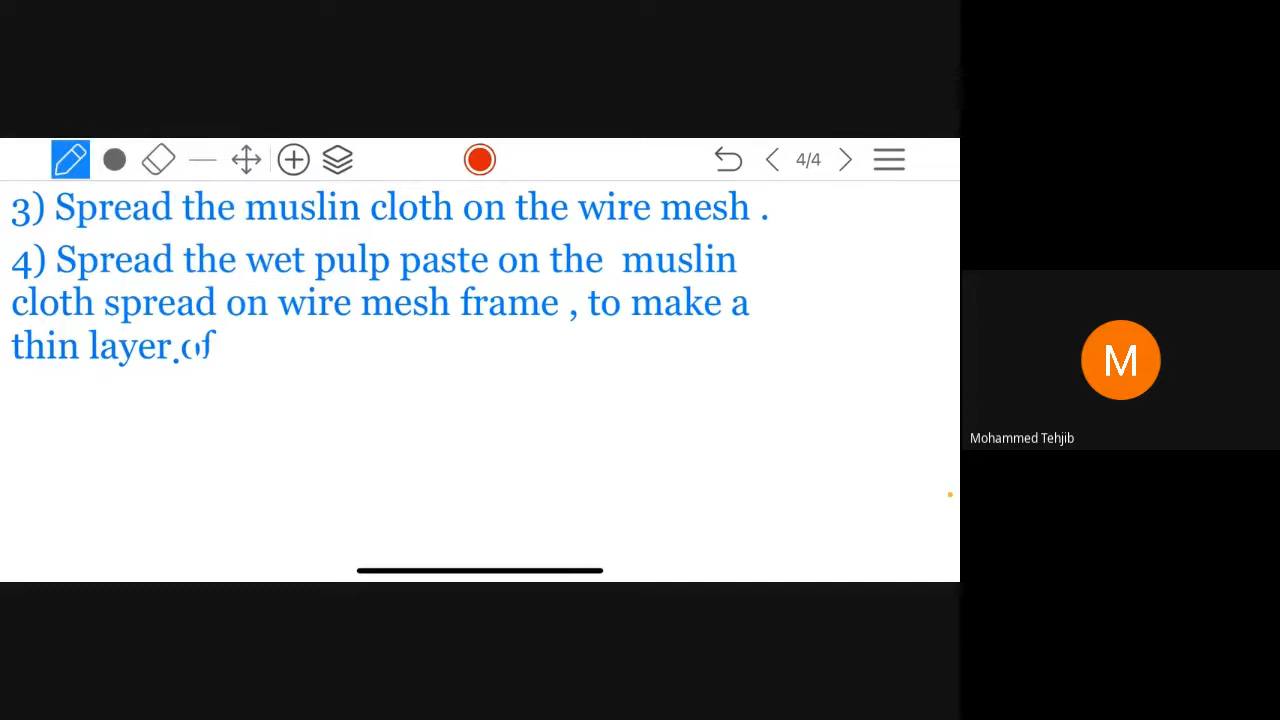 4/4
3) Spread the muslin cloth on the wire mesh .
4) Spread the wet pulp paste on the muslin
cloth spread on wire mesh frame , to make a
thin layer.of
M
Mohammed Tehjib